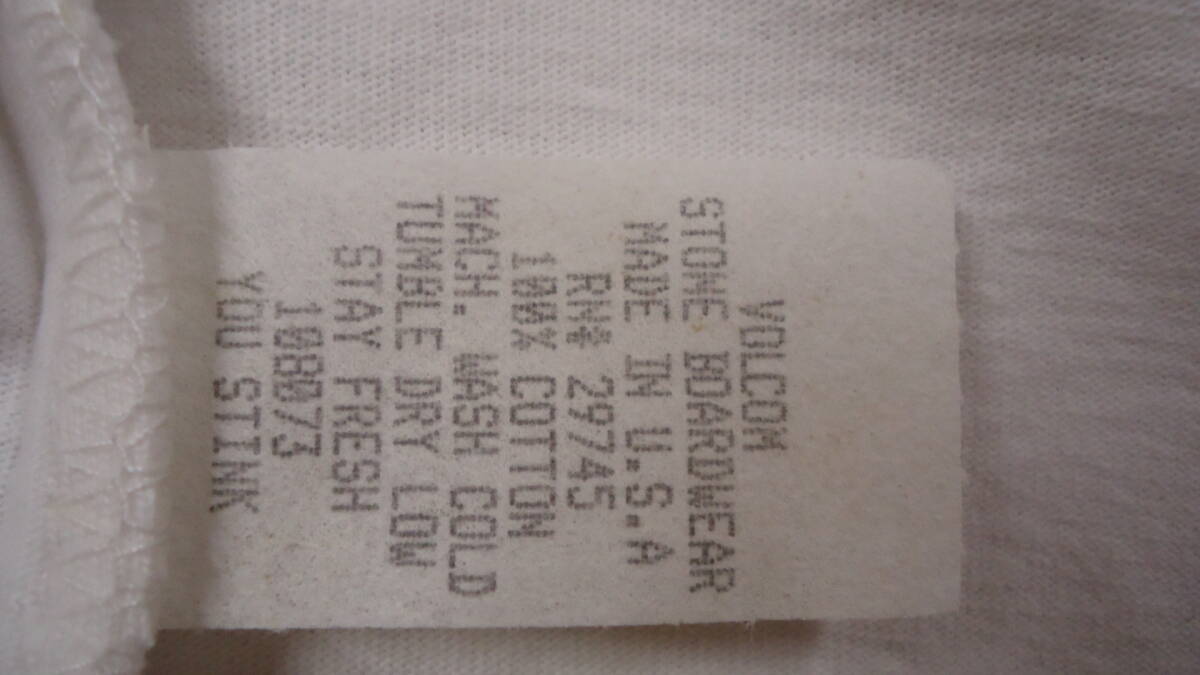 VOLCOM
STONE BOARDWEAR
MADE IN U.S.A
RN# 29745
100% COTTON
MACH. WASH COLD
TUMBLE DRY LOW
STAY FRESH
108073
YOU STINK